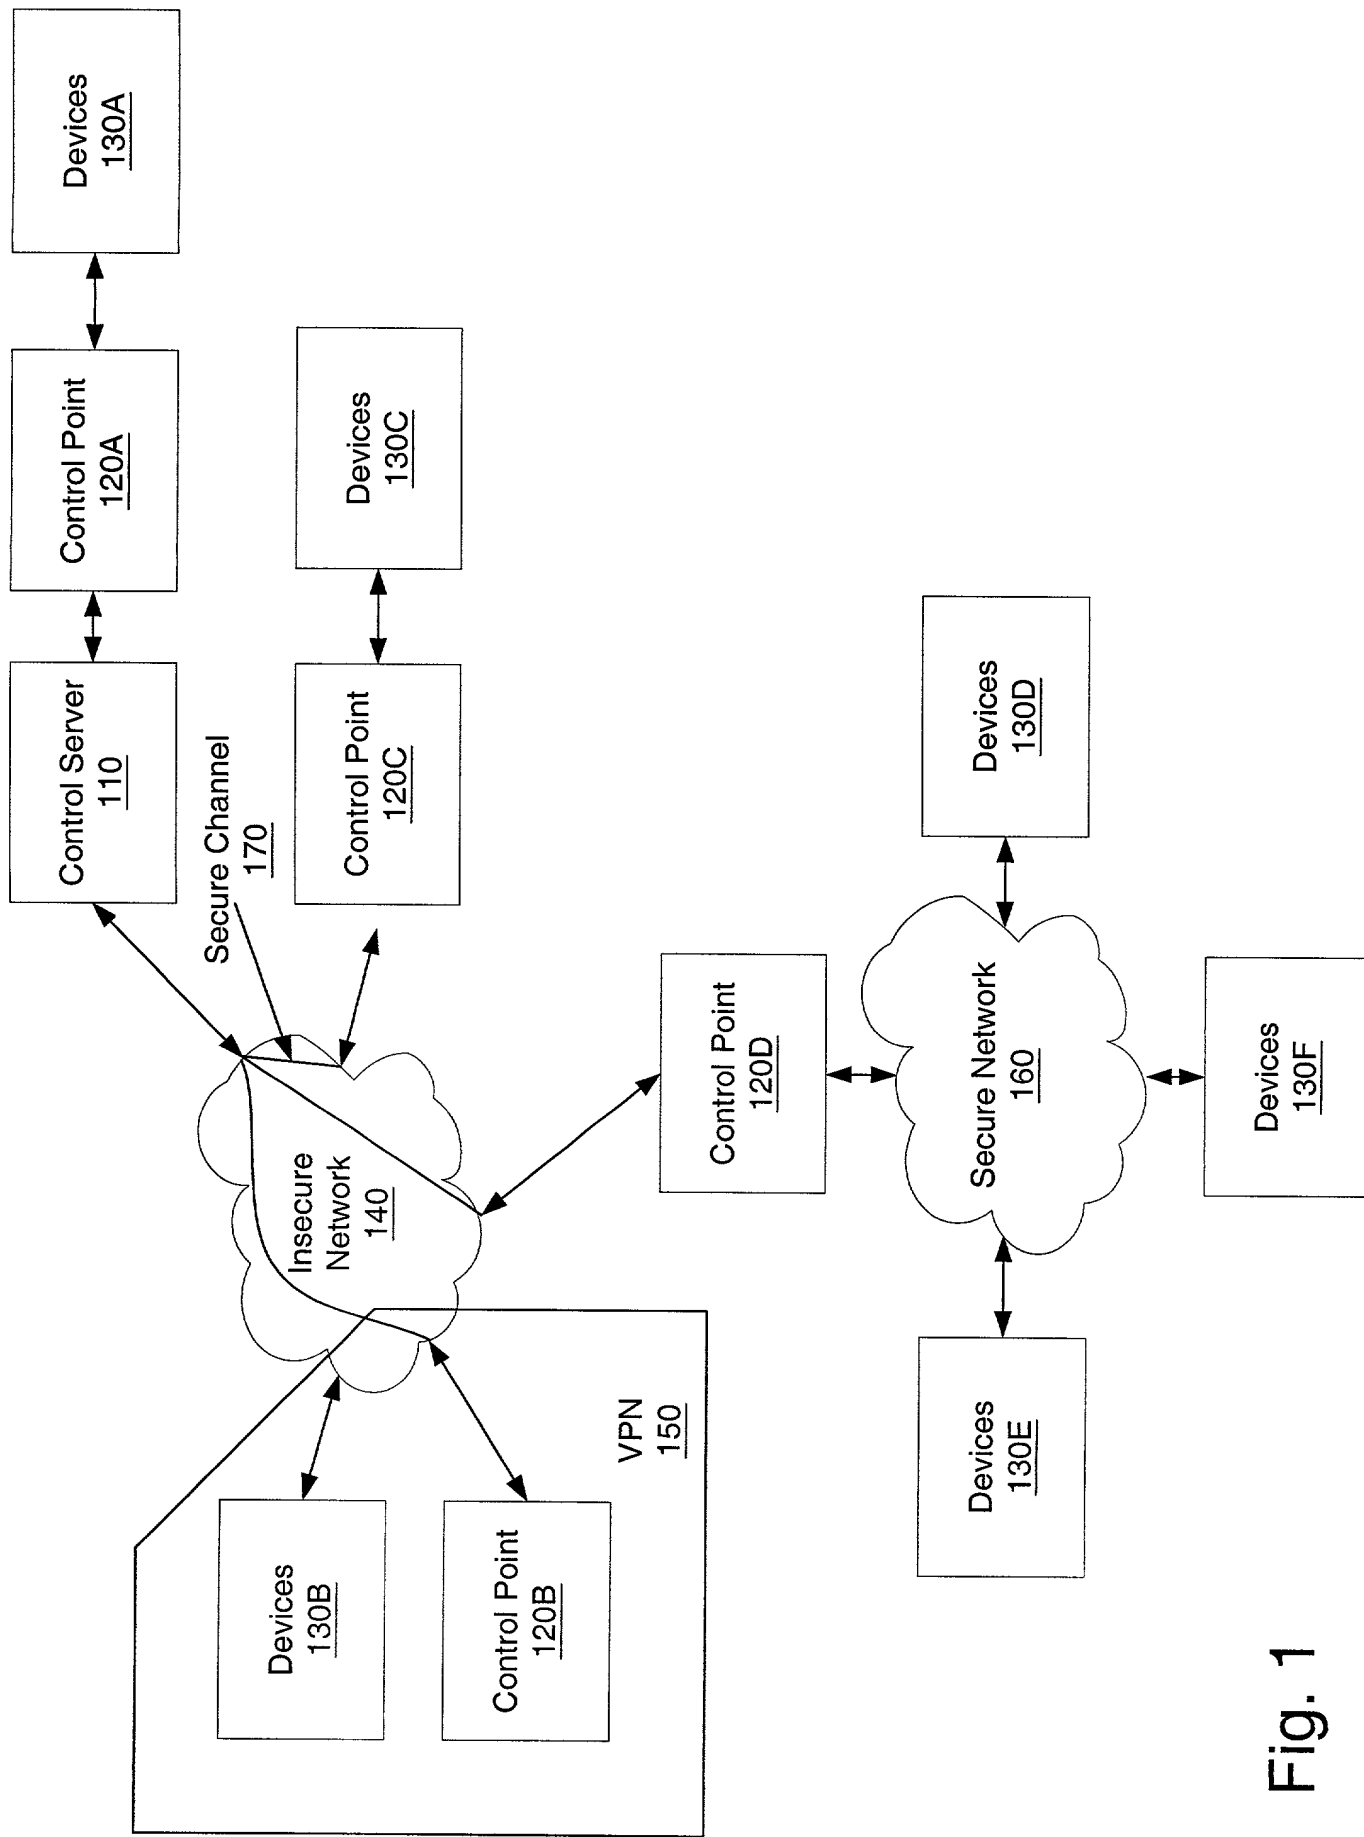 Control Server
110
Control Point
120A
Devices
130A
Secure Channel
170
Devices
130B
Insecure
Network
140
Control Point
120C
Devices
130C
Control Point
120B
VPN
150
Control Point
120D
Devices
130E
Secure Network
160
Devices
130D
Devices
130F
Fig. 1